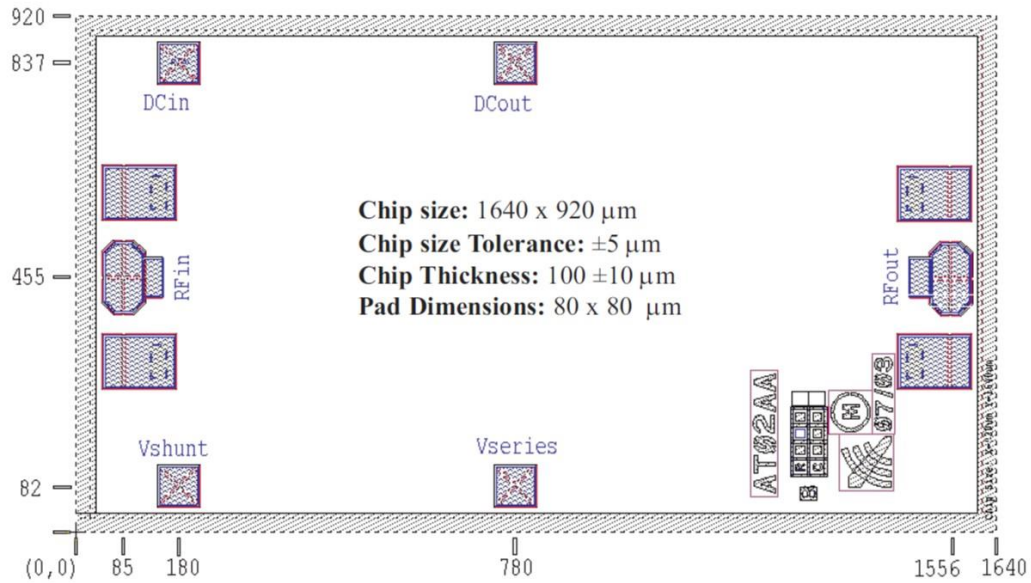 920
837
DCin
DCout
Chip size: 1640 x 920 μm
Chip size Tolerance: ±5 μm
Chip Thickness: 100 ±10 μm
Pad Dimensions: 80 x 80 μm
455
RFin
RFout
AT02AA
R
C
M
97/03
Vshunt
Vseries
82
(0,0)
85
180
780
1556
1640